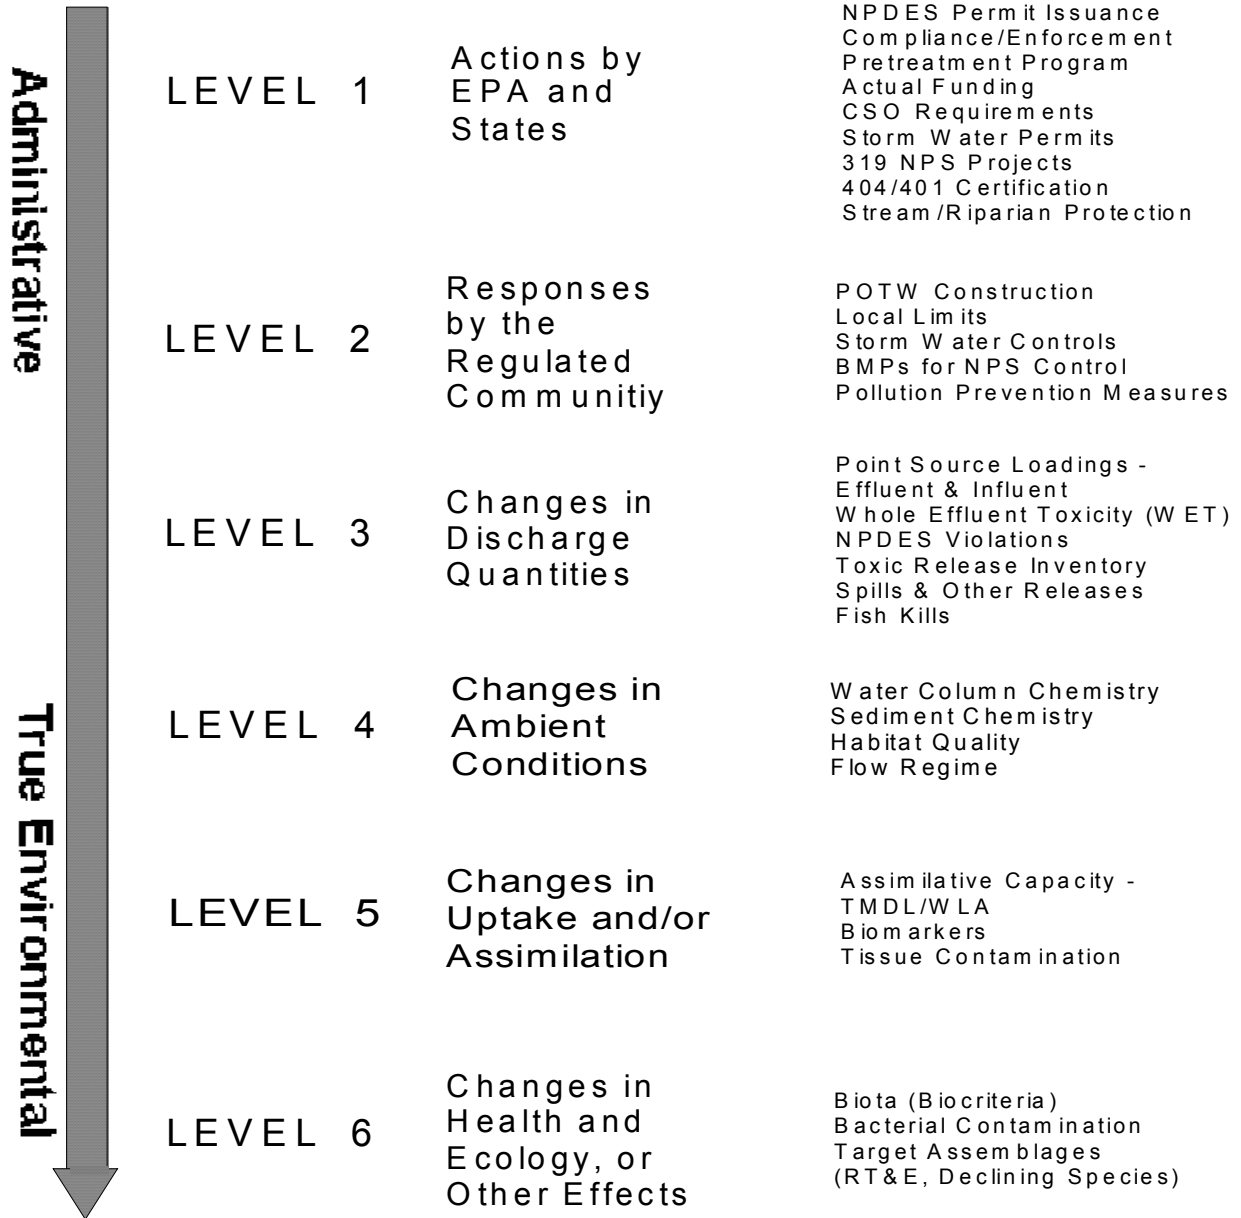 Administrative
True Environmental
LEVEL 1
Actions by
EPA and
States
NPDES Permit Issuance
Compliance/Enforcement
Pretreatment Program
Actual Funding
CSO Requirements
Storm Water Permits
319 NPS Projects
404/401 Certification
Stream/Riparian Protection
LEVEL 2
Responses
by the
Regulated
Communitiy
POTW Construction
Local Limits
Storm Water Controls
BMPs for NPS Control
Pollution Prevention Measures
LEVEL 3
Changes in
Discharge
Quantities
Point Source Loadings -
Effluent & Influent
Whole Effluent Toxicity (WET)
NPDES Violations
Toxic Release Inventory
Spills & Other Releases
Fish Kills
LEVEL 4
Changes in
Ambient
Conditions
Water Column Chemistry
Sediment Chemistry
Habitat Quality
Flow Regime
LEVEL 5
Changes in
Uptake and/or
Assimilation
Assimilative Capacity -
TMDL/WLA
Biomarkers
Tissue Contamination
LEVEL 6
Changes in
Health and
Ecology, or
Other Effects
Biota (Biocriteria)
Bacterial Contamination
Target Assemblages
(RT&E, Declining Species)